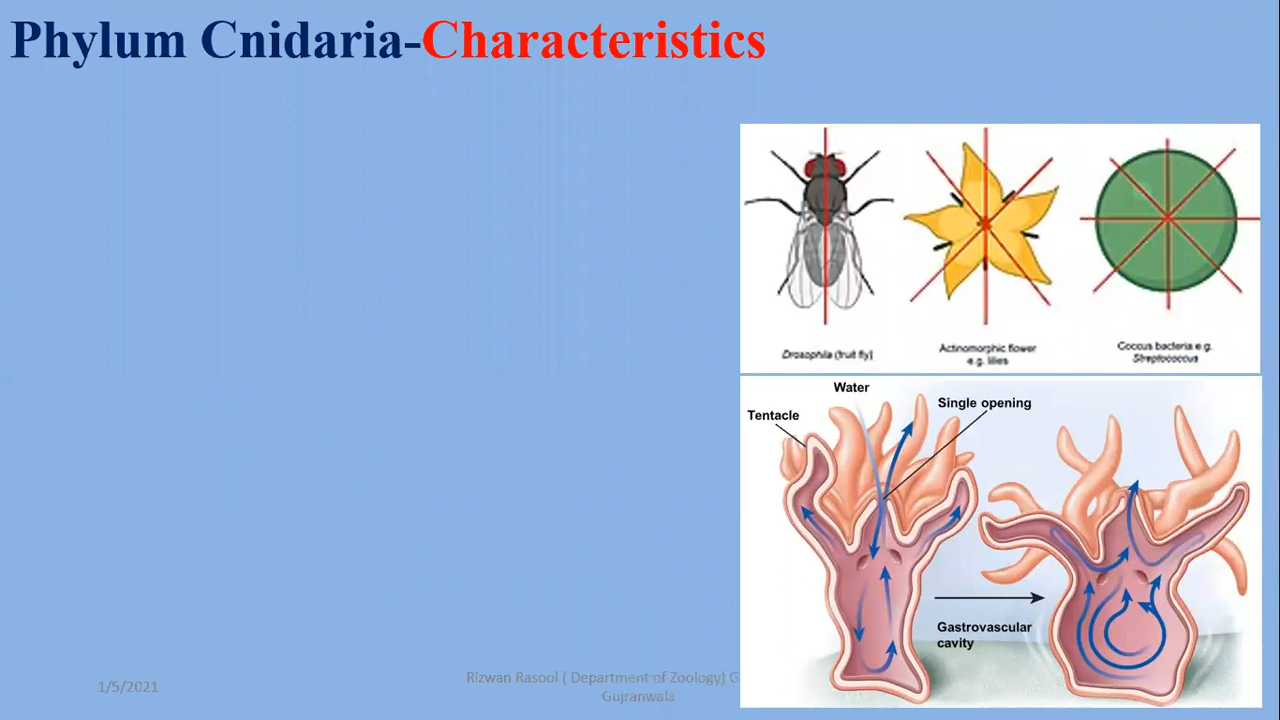 Phylum Cnidaria-Characteristics
Drosophila (fruit fly)
Actinomorphic flower
e.g. lilies
Coccus bacteria e.g.
Streptococcus
Water
Single opening
Tentacle
Gastrovascular
cavity
1/5/2021
Rizwan Rasool ( Department of Zoology) G
Gujranwala